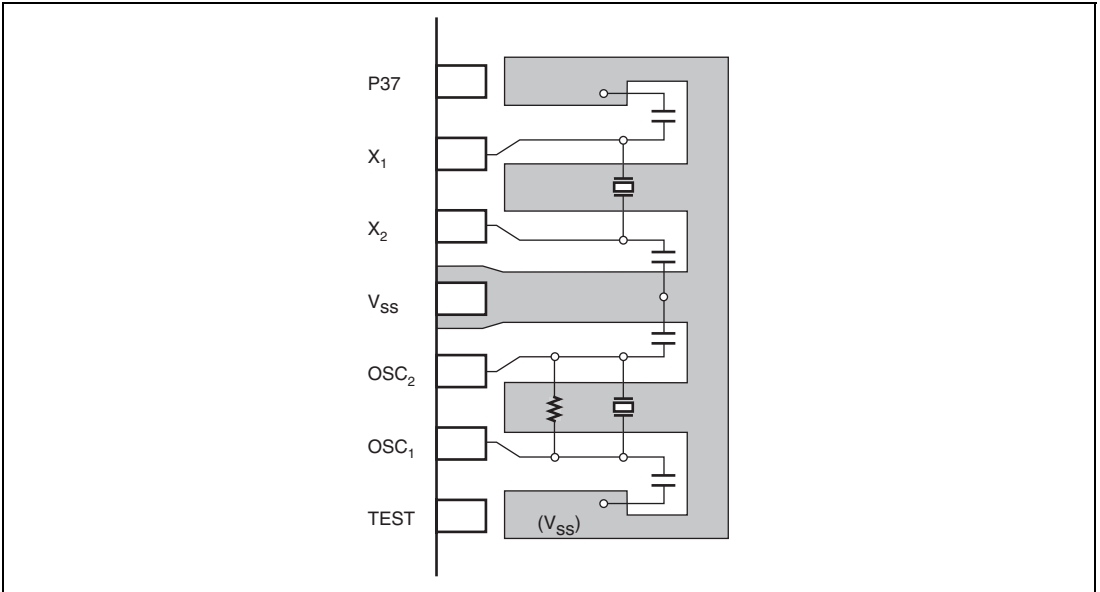 P37
X1
X2
VSS
OSC2
OSC1
TEST
(VSS)